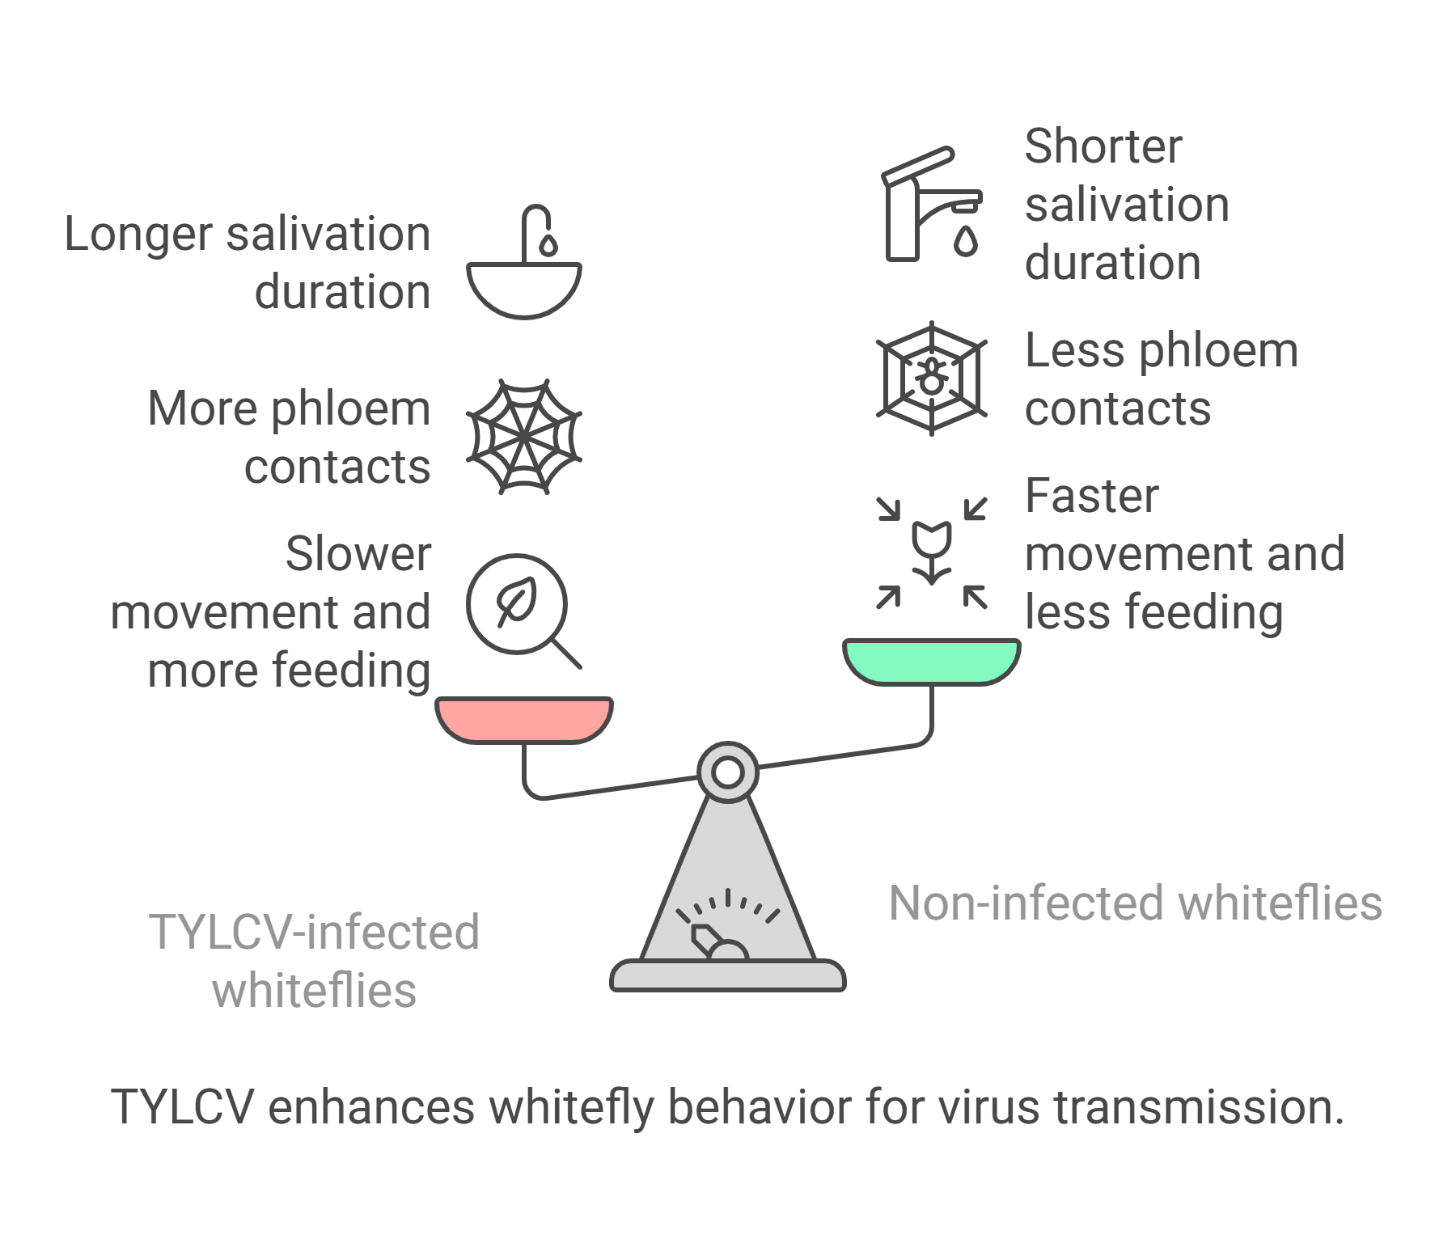 Longer salivation
duration
More phloem
contacts
Slower
movement and
more feeding
Shorter
salivation
duration
Less phloem
contacts
Faster
movement and
less feeding
TYLCV-infected
whiteflies
Non-infected whiteflies
TYLCV enhances whitefly behavior for virus transmission.